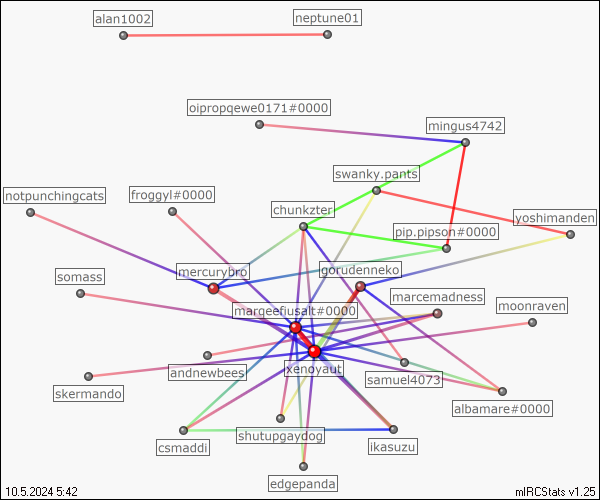 alan1002
neptune01
oipropqewe0171#0000
mingus4742
swanky.pants
notpunchingcats
froggyl#0000
chunkzter
yoshimanden
pip.pipson#0000
mercurybro
gorudenneko
somass
marcemadness
marqeefiusalt#0000
moonraven
andnewbees
xenoyaut
samuel4073
skermando
albamare#0000
shutupgaydog
csmaddi
ikasuzu
edgepanda
10.5.2024 5:42
mIRCStats v1.25